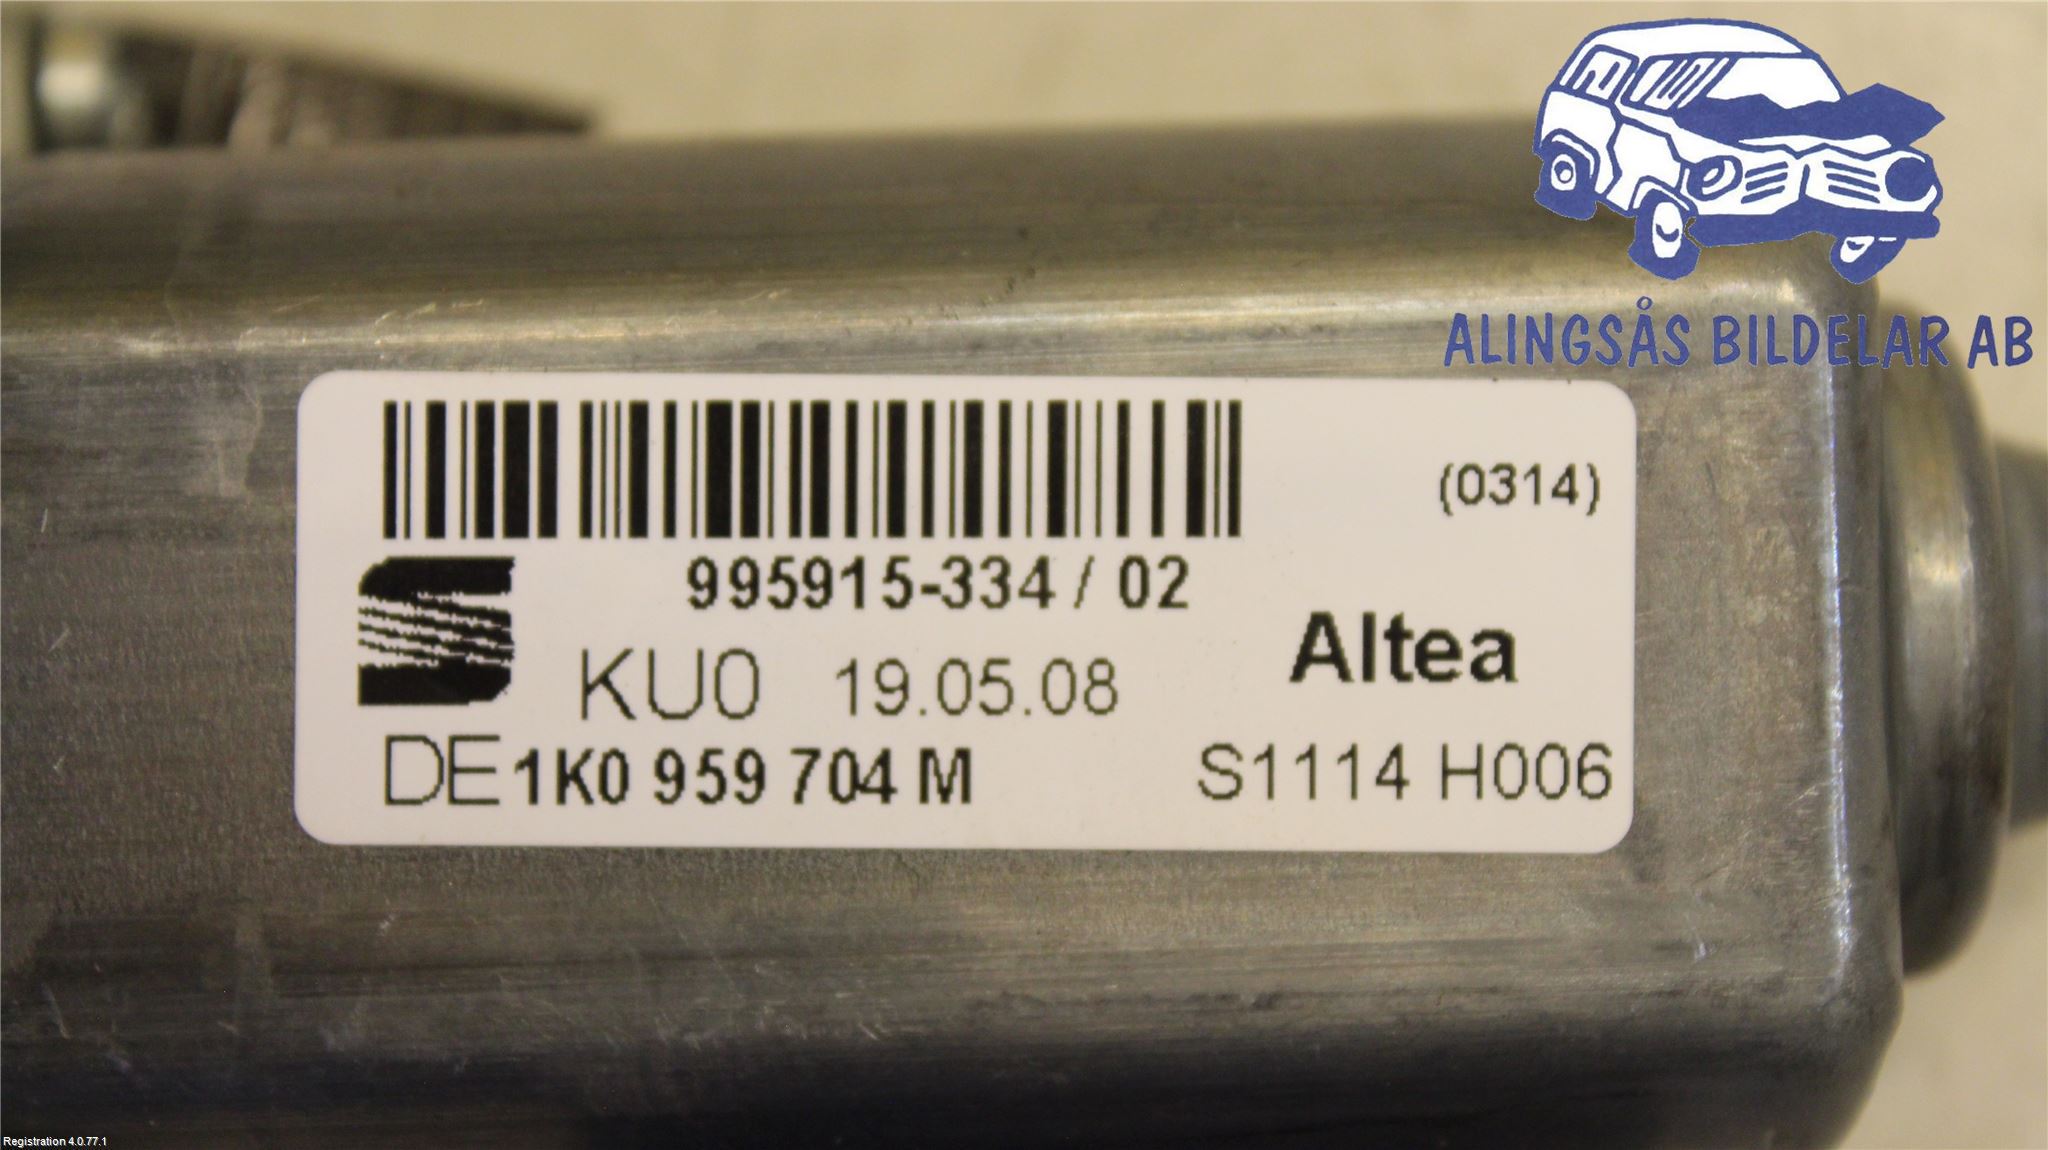 ALINGSÅS BILDELAR AB
(0314)
995915-334 / 02
Altea
KU0 19.05.08
DE 1K0 959 704 M S1114 H006
Registration 4.0.77.1